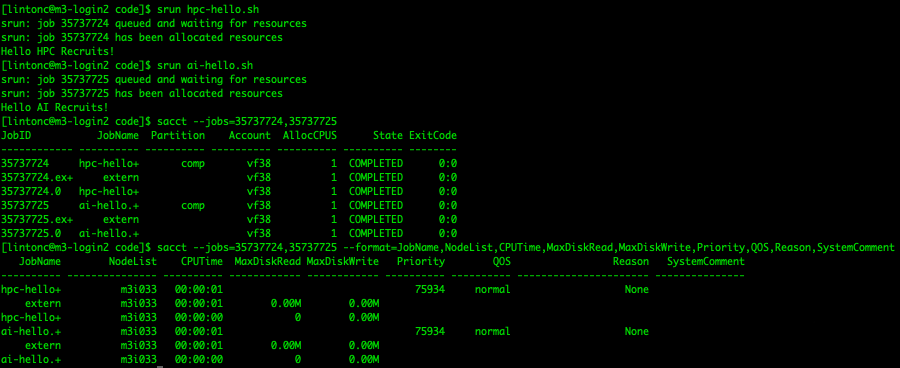 [lintonc@m3-login2 code]$ srun hpc-hello.sh
srun: job 35737724 queued and waiting for resources
srun: job 35737724 has been allocated resources
Hello HPC Recruits!
[lintonc@m3-login2 code]$ srun ai-hello.sh
srun: job 35737725 queued and waiting for resources
srun: job 35737725 has been allocated resources
Hello AI Recruits!
[lintonc@m3-login2 code]$ sacct --jobs=35737724,35737725
JobID           JobName  Partition    Account  AllocCPUS      State ExitCode
------------ ---------- ---------- ---------- ---------- ---------- --------
35737724     hpc-hello+       comp       vf38          1  COMPLETED      0:0
35737724.ex+     extern                  vf38          1  COMPLETED      0:0
35737724.0   hpc-hello+                  vf38          1  COMPLETED      0:0
35737725     ai-hello.+       comp       vf38          1  COMPLETED      0:0
35737725.ex+     extern                  vf38          1  COMPLETED      0:0
35737725.0   ai-hello.+                  vf38          1  COMPLETED      0:0
[lintonc@m3-login2 code]$ sacct --jobs=35737724,35737725 --format=JobName,NodeList,CPUTime,MaxDiskRead,MaxDiskWrite,Priority,QOS,Reason,SystemComment
   JobName        NodeList    CPUTime  MaxDiskRead MaxDiskWrite   Priority        QOS                 Reason   SystemComment
---------- --------------- ---------- ------------ ------------ ---------- ---------- ---------------------- ---------------
hpc-hello+          m3i033   00:00:01                                75934     normal                   None
    extern          m3i033   00:00:01        0.00M        0.00M
hpc-hello+          m3i033   00:00:00            0        0.00M
ai-hello.+          m3i033   00:00:01                                75934     normal                   None
    extern          m3i033   00:00:01        0.00M        0.00M
ai-hello.+          m3i033   00:00:00            0        0.00M